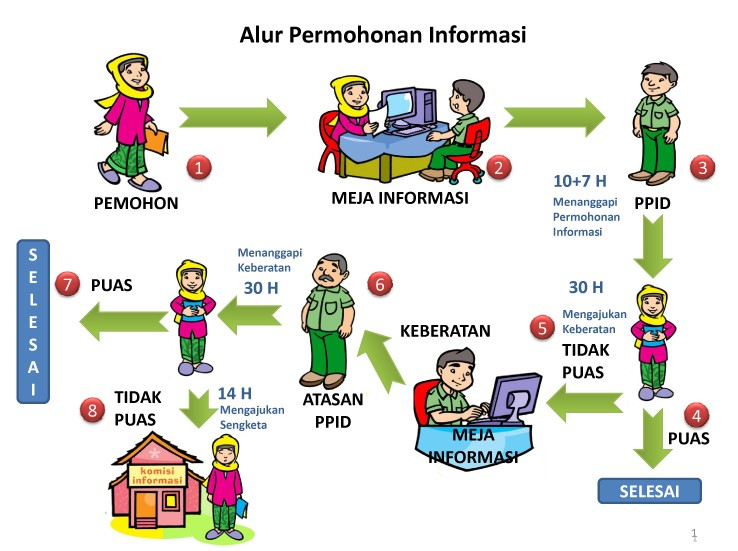 Alur Permohonan Informasi
1
PEMOHON
2
MEJA INFORMASI
3
PPID
10+7 H
Menanggapi
Permohonan
Informasi
30 H
Mengajukan
Keberatan
5
TIDAK
PUAS
4
PUAS
SELESAI
KEBERATAN
MEJA
INFORMASI
6
ATASAN
PPID
Menanggapi
Keberatan
30 H
7
PUAS
S
E
L
E
S
A
I
8
TIDAK
PUAS
14 H
Mengajukan
Sengketa
komisi
informasi
1